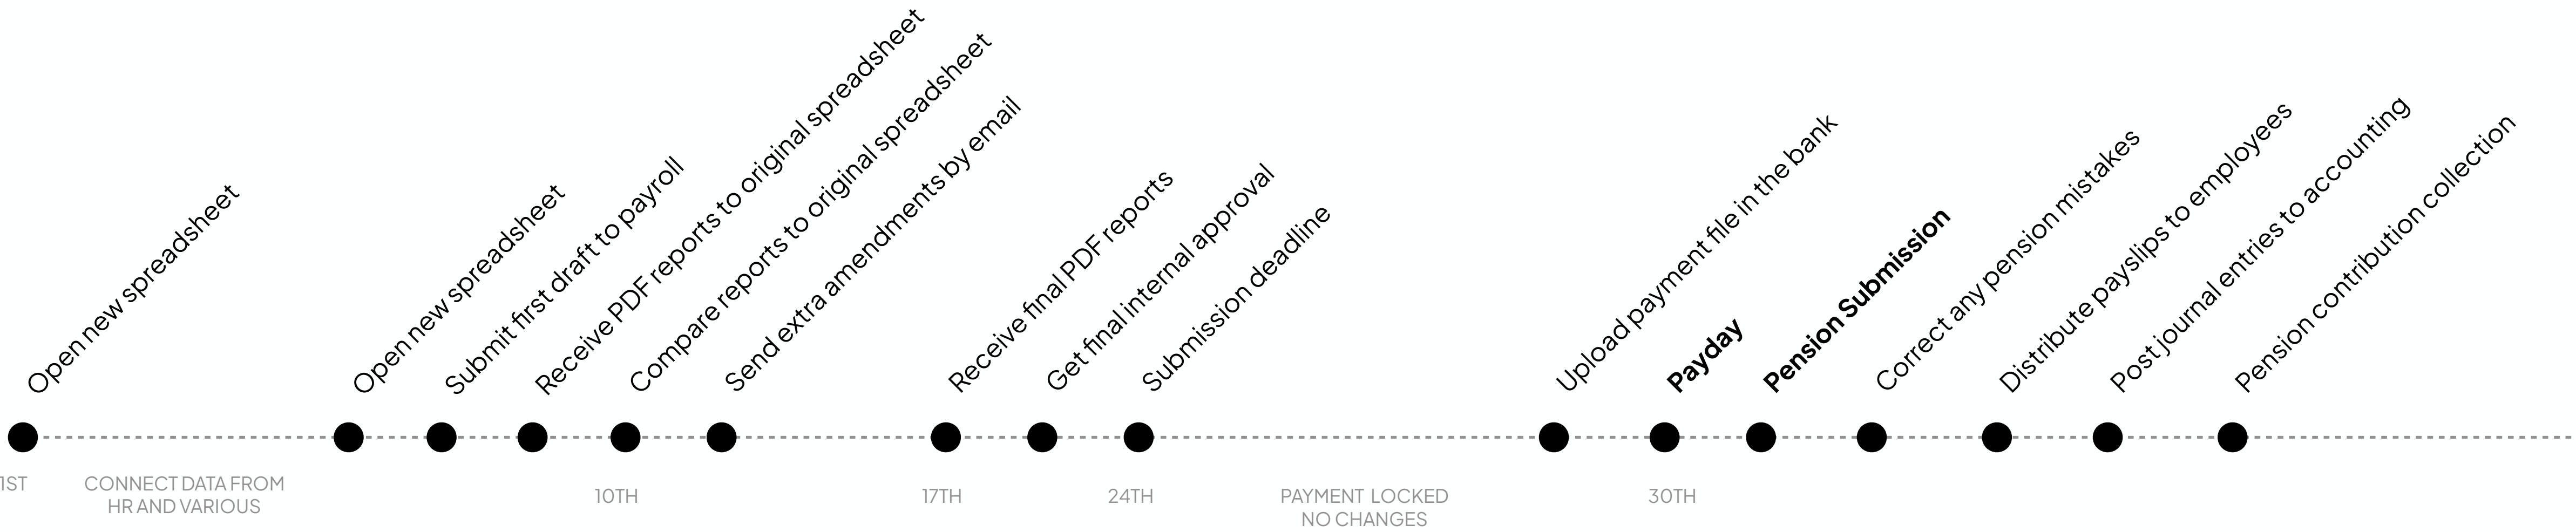 Open new spreadsheet
Open new spreadsheet
Submit first draft to payroll
Receive PDF reports to original spreadsheet
Compare reports to original spreadsheet
Send extra amendments by email
Receive final PDF reports
Get final internal approval
Submission deadline
Upload payment file in the bank
Payday
Pension Submission
Correct any pension mistakes
Distribute payslips to employees
Post journal entries to accounting
Pension contribution collection
1ST
CONNECT DATA FROM
HR AND VARIOUS
10TH
17TH
24TH
PAYMENT LOCKED
NO CHANGES
30TH